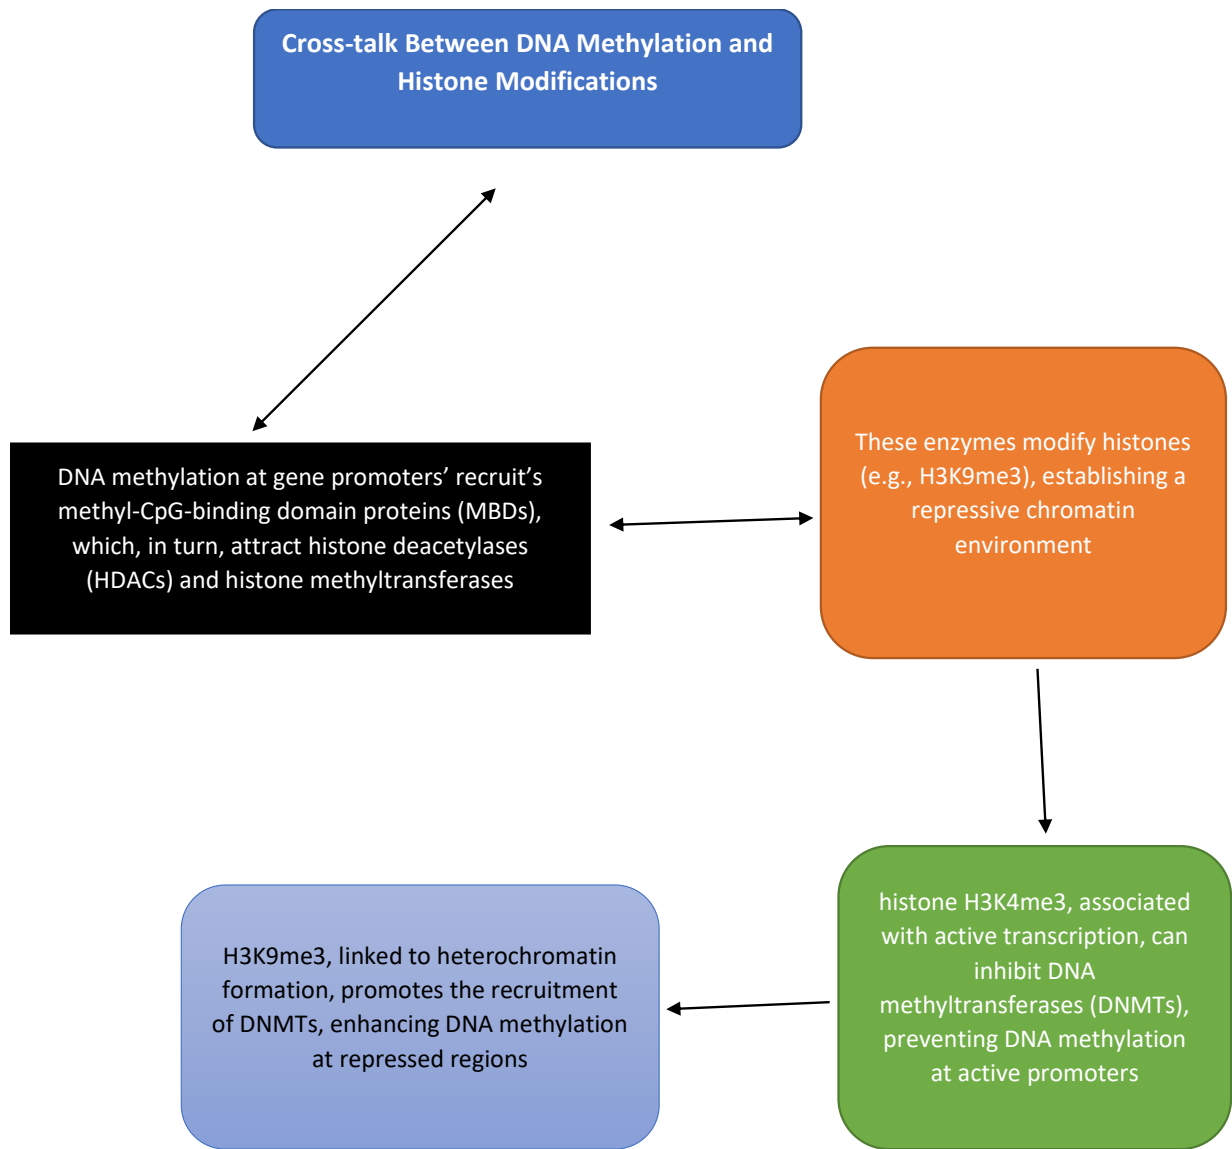 Cross-talk Between DNA Methylation and
Histone Modifications
DNA methylation at gene promoters’ recruit’s
methyl-CpG-binding domain proteins (MBDs),
which, in turn, attract histone deacetylases
(HDACs) and histone methyltransferases
These enzymes modify histones
(e.g., H3K9me3), establishing a
repressive chromatin
environment
histone H3K4me3, associated
with active transcription, can
inhibit DNA
methyltransferases (DNMTs),
preventing DNA methylation
at active promoters
H3K9me3, linked to heterochromatin
formation, promotes the recruitment
of DNMTs, enhancing DNA methylation
at repressed regions